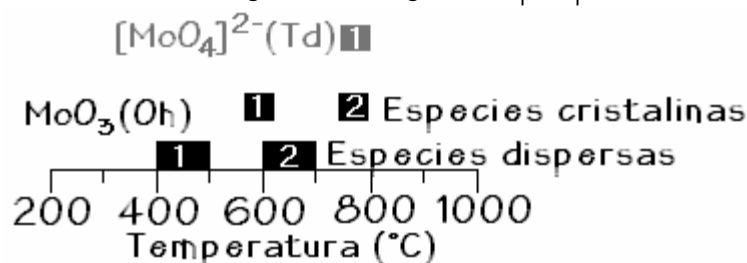 [MoO₄]²⁻(Td) 1
MoO₃(Oh) 1 2 Especies cristalinas
1 2 Especies dispersas
200 400 600 800 1000
Temperatura (°C)